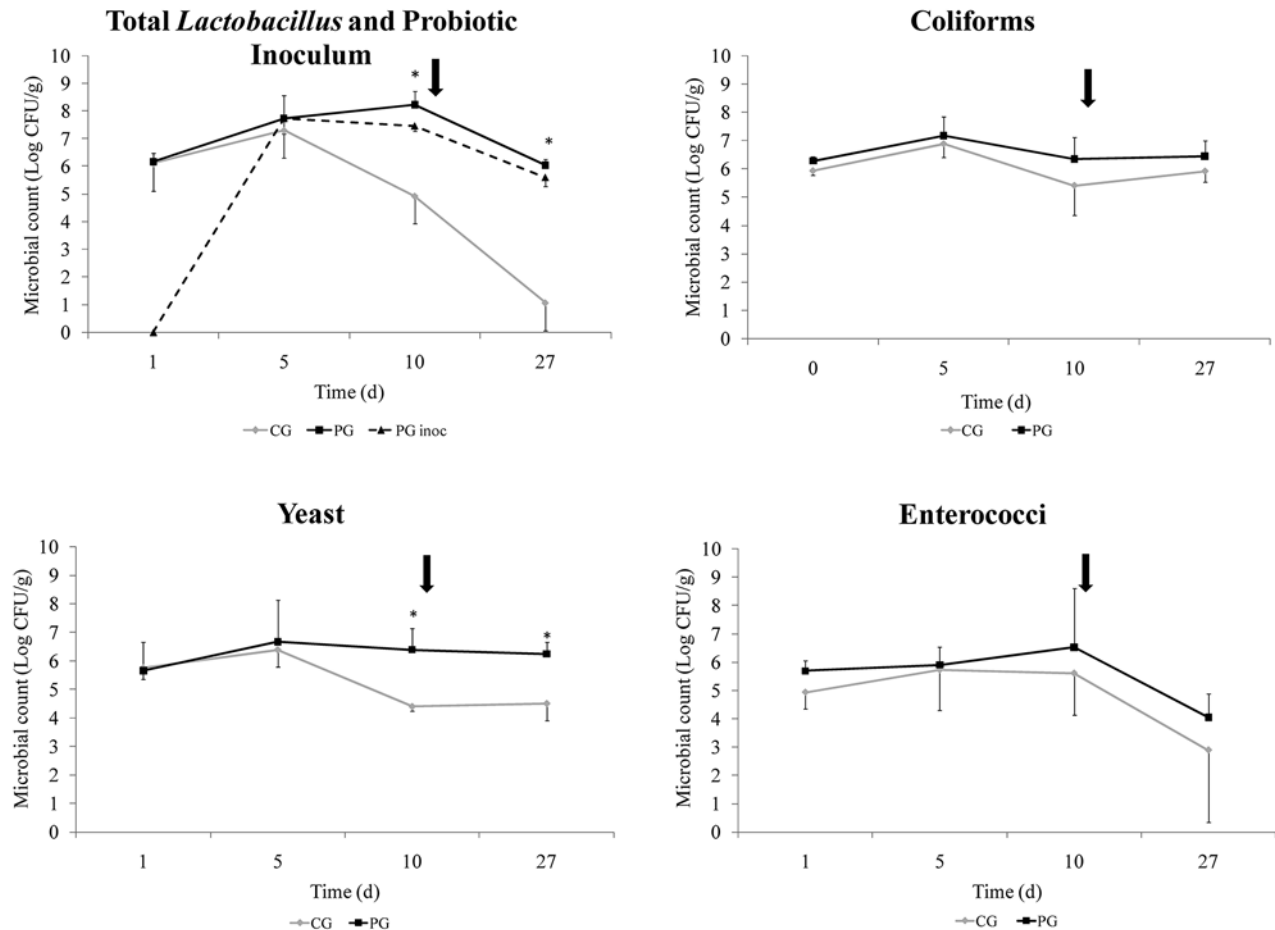 Total Lactobacillus and Probiotic
Inoculum
Microbial count (Log CFU/g)
10
9
8
7
6
5
4
3
2
1
0
*
*
1 5 10 27
Time (d)
CG PG PG inoc
Coliforms
Microbial count (Log CFU/g)
10
9
8
7
6
5
4
3
2
1
0
0 5 10 27
Time (d)
CG PG
Yeast
Microbial count (Log CFU/g)
10
9
8
7
6
5
4
3
2
1
0
*
*
1 5 10 27
Time (d)
CG PG
Enterococci
Microbial count (Log CFU/g)
10
9
8
7
6
5
4
3
2
1
0
1 5 10 27
Time (d)
CG PG